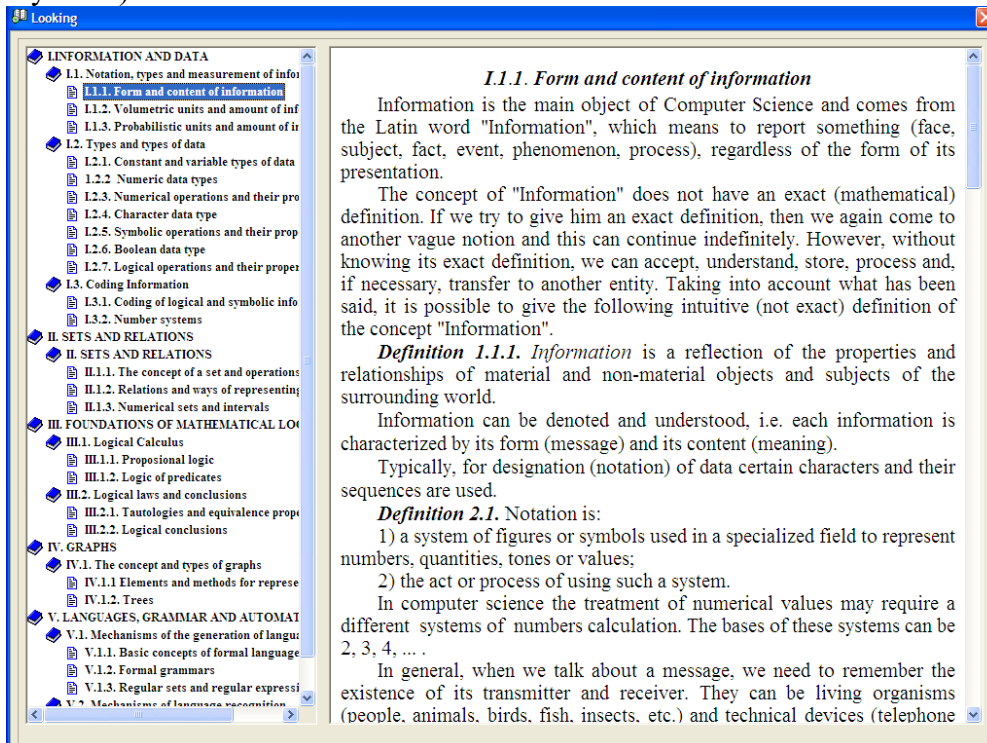 Looking
I.INFORMATION AND DATA
I.1. Notation, types and measurement of infor
I.1.1. Form and content of information
I.1.2. Volumetric units and amount of inf
I.1.3. Probabilistic units and amount of in
I.2. Types and types of data
I.2.1. Constant and variable types of data
1.2.2 Numeric data types
I.2.3. Numerical operations and their pro
I.2.4. Character data type
I.2.5. Symbolic operations and their prop
I.2.6. Boolean data type
I.2.7. Logical operations and their proper
I.3. Coding Information
I.3.1. Coding of logical and symbolic info
I.3.2. Number systems
II. SETS AND RELATIONS
II. SETS AND RELATIONS
II.1.1. The concept of a set and operations
II.1.2. Relations and ways of representing
II.1.3. Numerical sets and intervals
III. FOUNDATIONS OF MATHEMATICAL LO
III.1. Logical Calculus
III.1.1. Proposional logic
III.1.2. Logic of predicates
III.2. Logical laws and conclusions
III.2.1. Tautologies and equivalence prope
III.2.2. Logical conclusions
IV. GRAPHS
IV.1. The concept and types of graphs
IV.1.1 Elements and methods for represe
IV.1.2. Trees
V. LANGUAGES, GRAMMAR AND AUTOMAT
V.1. Mechanisms of the generation of langua
V.1.1. Basic concepts of formal language
V.1.2. Formal grammars
V.1.3. Regular sets and regular expressi
V.2. Mechanisms of language recognition
I.1.1. Form and content of information
Information is the main object of Computer Science and comes from
the Latin word "Information", which means to report something (face,
subject, fact, event, phenomenon, process), regardless of the form of its
presentation.
The concept of "Information" does not have an exact (mathematical)
definition. If we try to give him an exact definition, then we again come to
another vague notion and this can continue indefinitely. However, without
knowing its exact definition, we can accept, understand, store, process and,
if necessary, transfer to another entity. Taking into account what has been
said, it is possible to give the following intuitive (not exact) definition of
the concept "Information".
Definition 1.1.1. Information is a reflection of the properties and
relationships of material and non-material objects and subjects of the
surrounding world.
Information can be denoted and understood, i.e. each information is
characterized by its form (message) and its content (meaning).
Typically, for designation (notation) of data certain characters and their
sequences are used.
Definition 2.1. Notation is:
1) a system of figures or symbols used in a specialized field to represent
numbers, quantities, tones or values;
2) the act or process of using such a system.
In computer science the treatment of numerical values may require a
different systems of numbers calculation. The bases of these systems can be
2, 3, 4, ... .
In general, when we talk about a message, we need to remember the
existence of its transmitter and receiver. They can be living organisms
(people, animals, birds, fish, insects, etc.) and technical devices (telephone